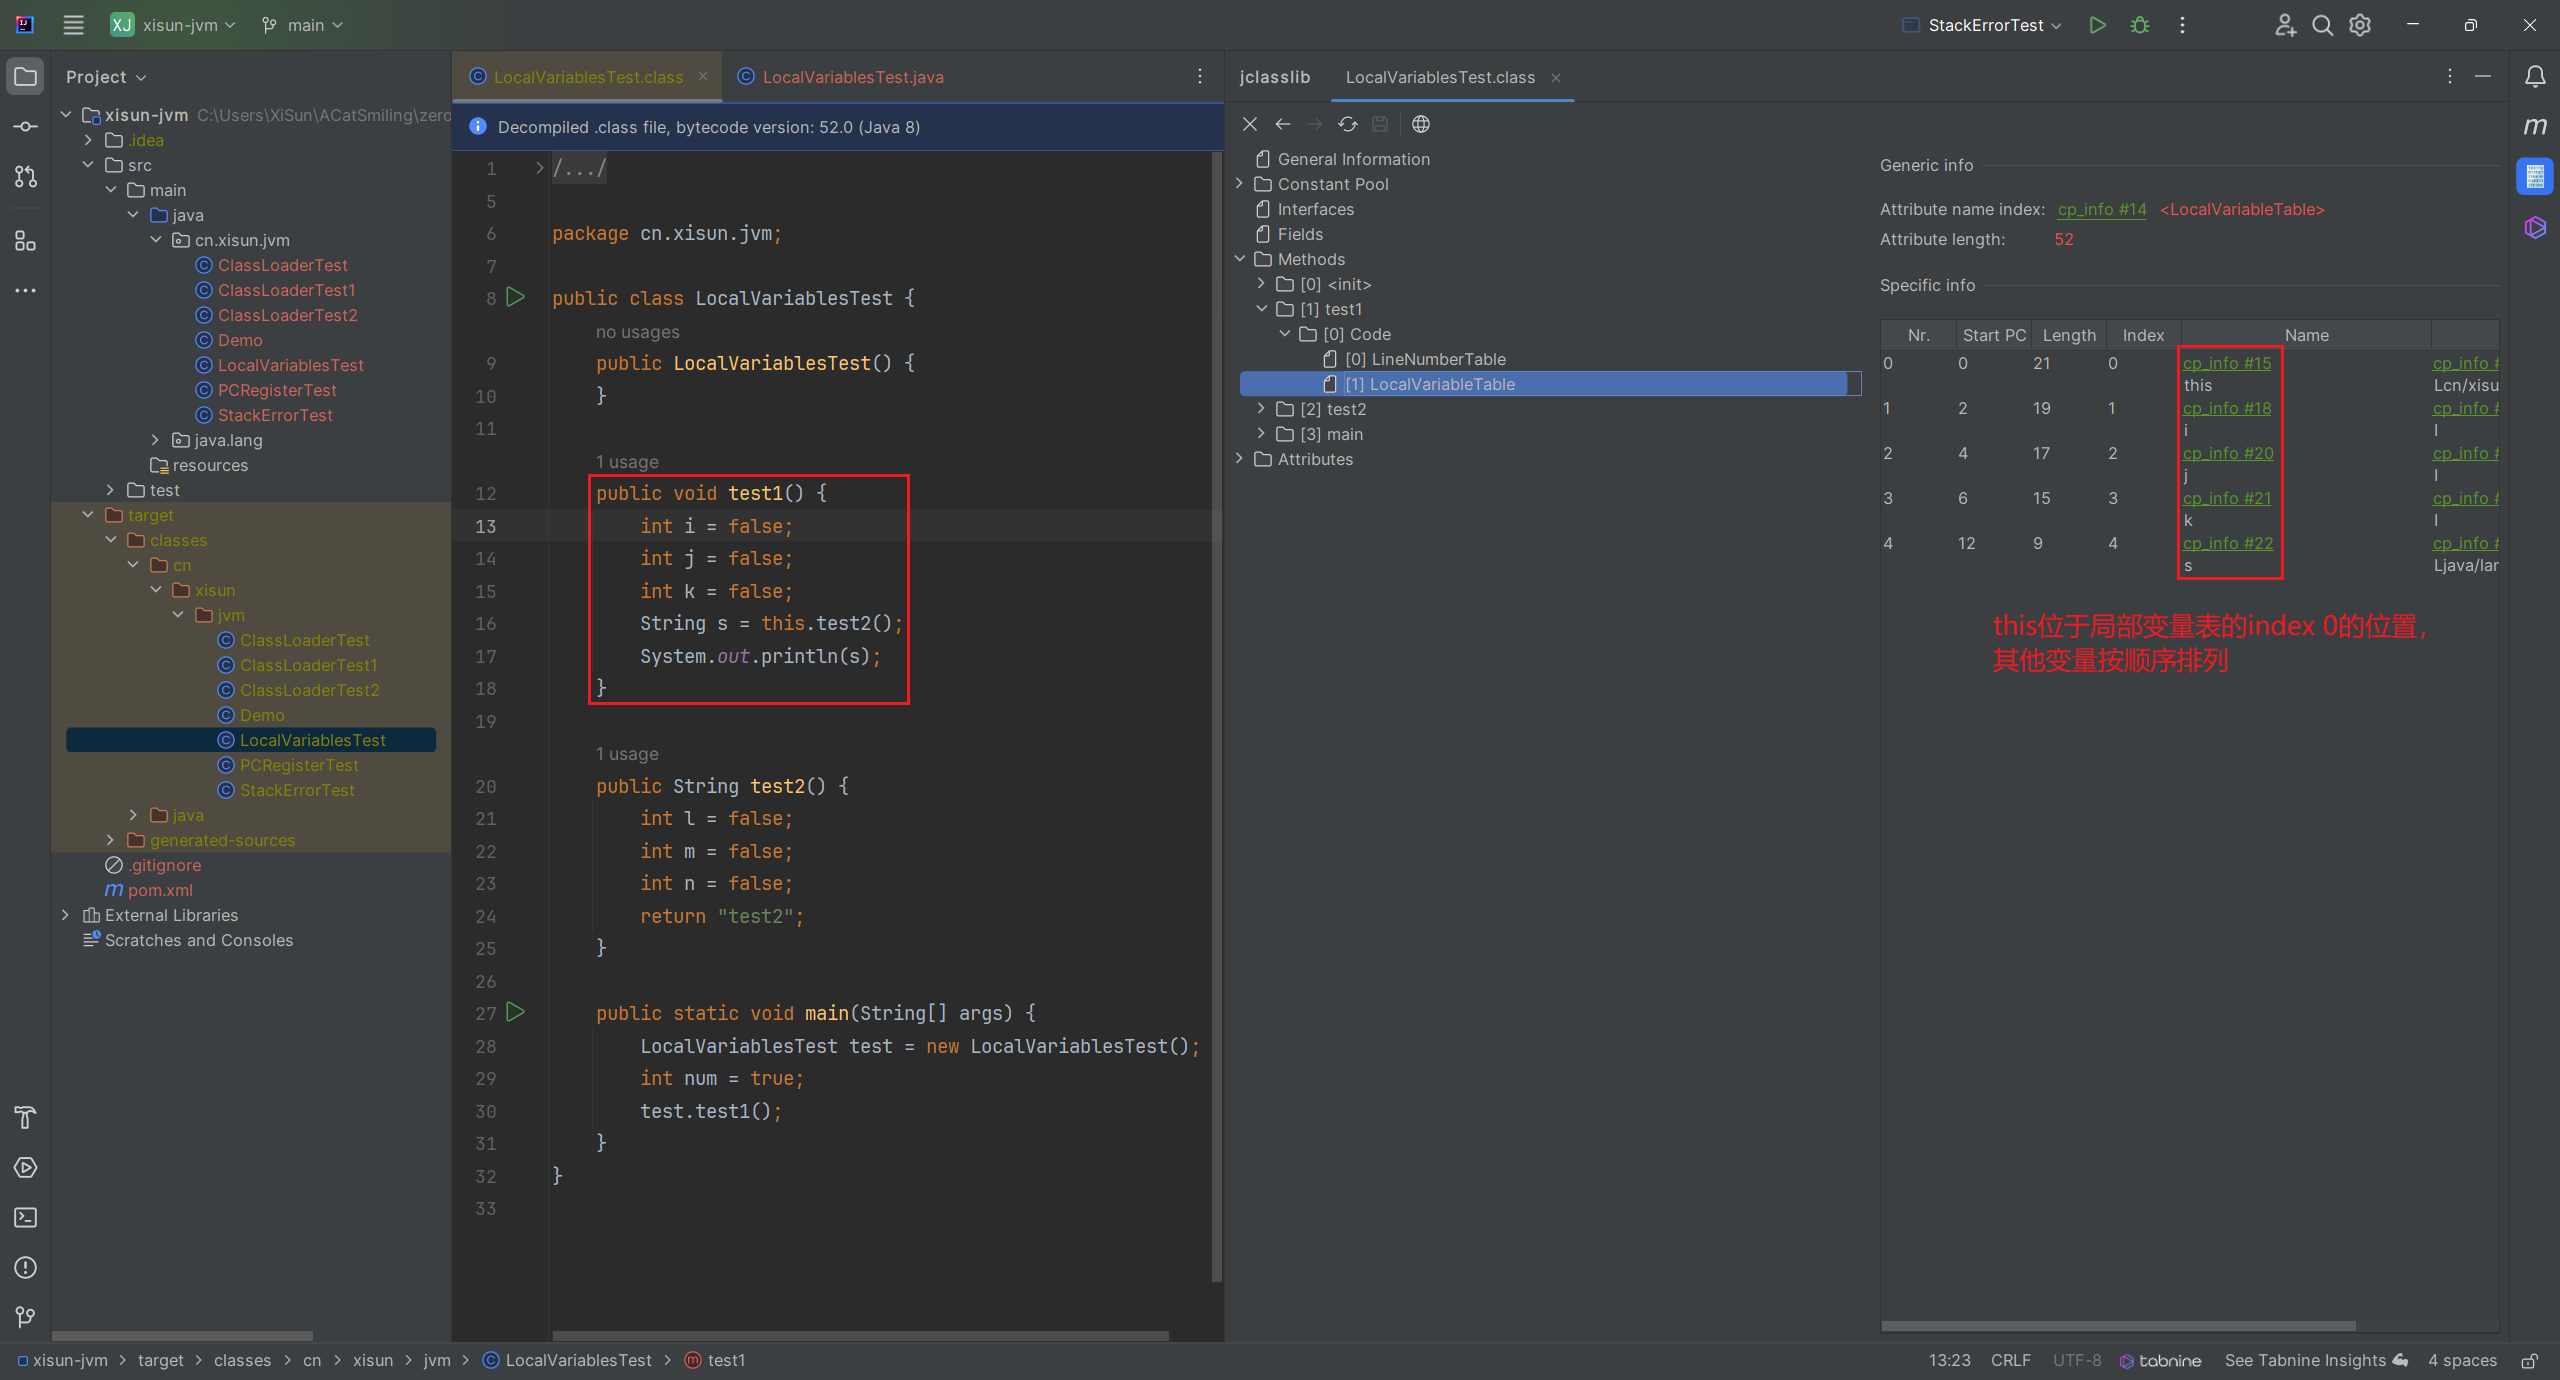 XJ xisun-jvm main StackErrorTest
Project
xisun-jvm C:\Users\XiSun\ACatSmiling\zero
.idea
src
main
java
cn.xisun.jvm
ClassLoaderTest
ClassLoaderTest1
ClassLoaderTest2
Demo
LocalVariablesTest
PCRegisterTest
StackErrorTest
java.lang
resources
test
target
classes
cn
xisun
jvm
ClassLoaderTest
ClassLoaderTest1
ClassLoaderTest2
Demo
LocalVariablesTest
PCRegisterTest
StackErrorTest
java
generated-sources
.gitignore
pom.xml
External Libraries
Scratches and Consoles
LocalVariablesTest.class LocalVariablesTest.java
Decompiled .class file, bytecode version: 52.0 (Java 8)
1 /.../
5
6 package cn.xisun.jvm;
7
8 public class LocalVariablesTest {
no usages
9 public LocalVariablesTest() {
10 }
11
1 usage
12 public void test1() {
13 int i = false;
14 int j = false;
15 int k = false;
16 String s = this.test2();
17 System.out.println(s);
18 }
19
1 usage
20 public String test2() {
21 int l = false;
22 int m = false;
23 int n = false;
24 return "test2";
25 }
26
27 public static void main(String[] args) {
28 LocalVariablesTest test = new LocalVariablesTest();
29 int num = true;
30 test.test1();
31 }
32 }
33
jclasslib LocalVariablesTest.class
General Information
Constant Pool
Interfaces
Fields
Methods
[0] <init>
[1] test1
[0] Code
[0] LineNumberTable
[1] LocalVariableTable
[2] test2
[3] main
Attributes
Generic info
Attribute name index: cp_info #14 <LocalVariableTable>
Attribute length: 52
Specific info
Nr. Start PC Length Index Name
0 0 21 0 cp_info #15 cp_info #
this Lcn/xisu
1 2 19 1 cp_info #18 cp_info #
i I
2 4 17 2 cp_info #20 cp_info #
j I
3 6 15 3 cp_info #21 cp_info #
k I
4 12 9 4 cp_info #22 cp_info #
s Ljava/lan
this位于局部变量表的index 0的位置，
其他变量按顺序排列
xisun-jvm > target > classes > cn > xisun > jvm > LocalVariablesTest > test1
13:23 CRLF UTF-8 tabnine See Tabnine Insights 4 spaces